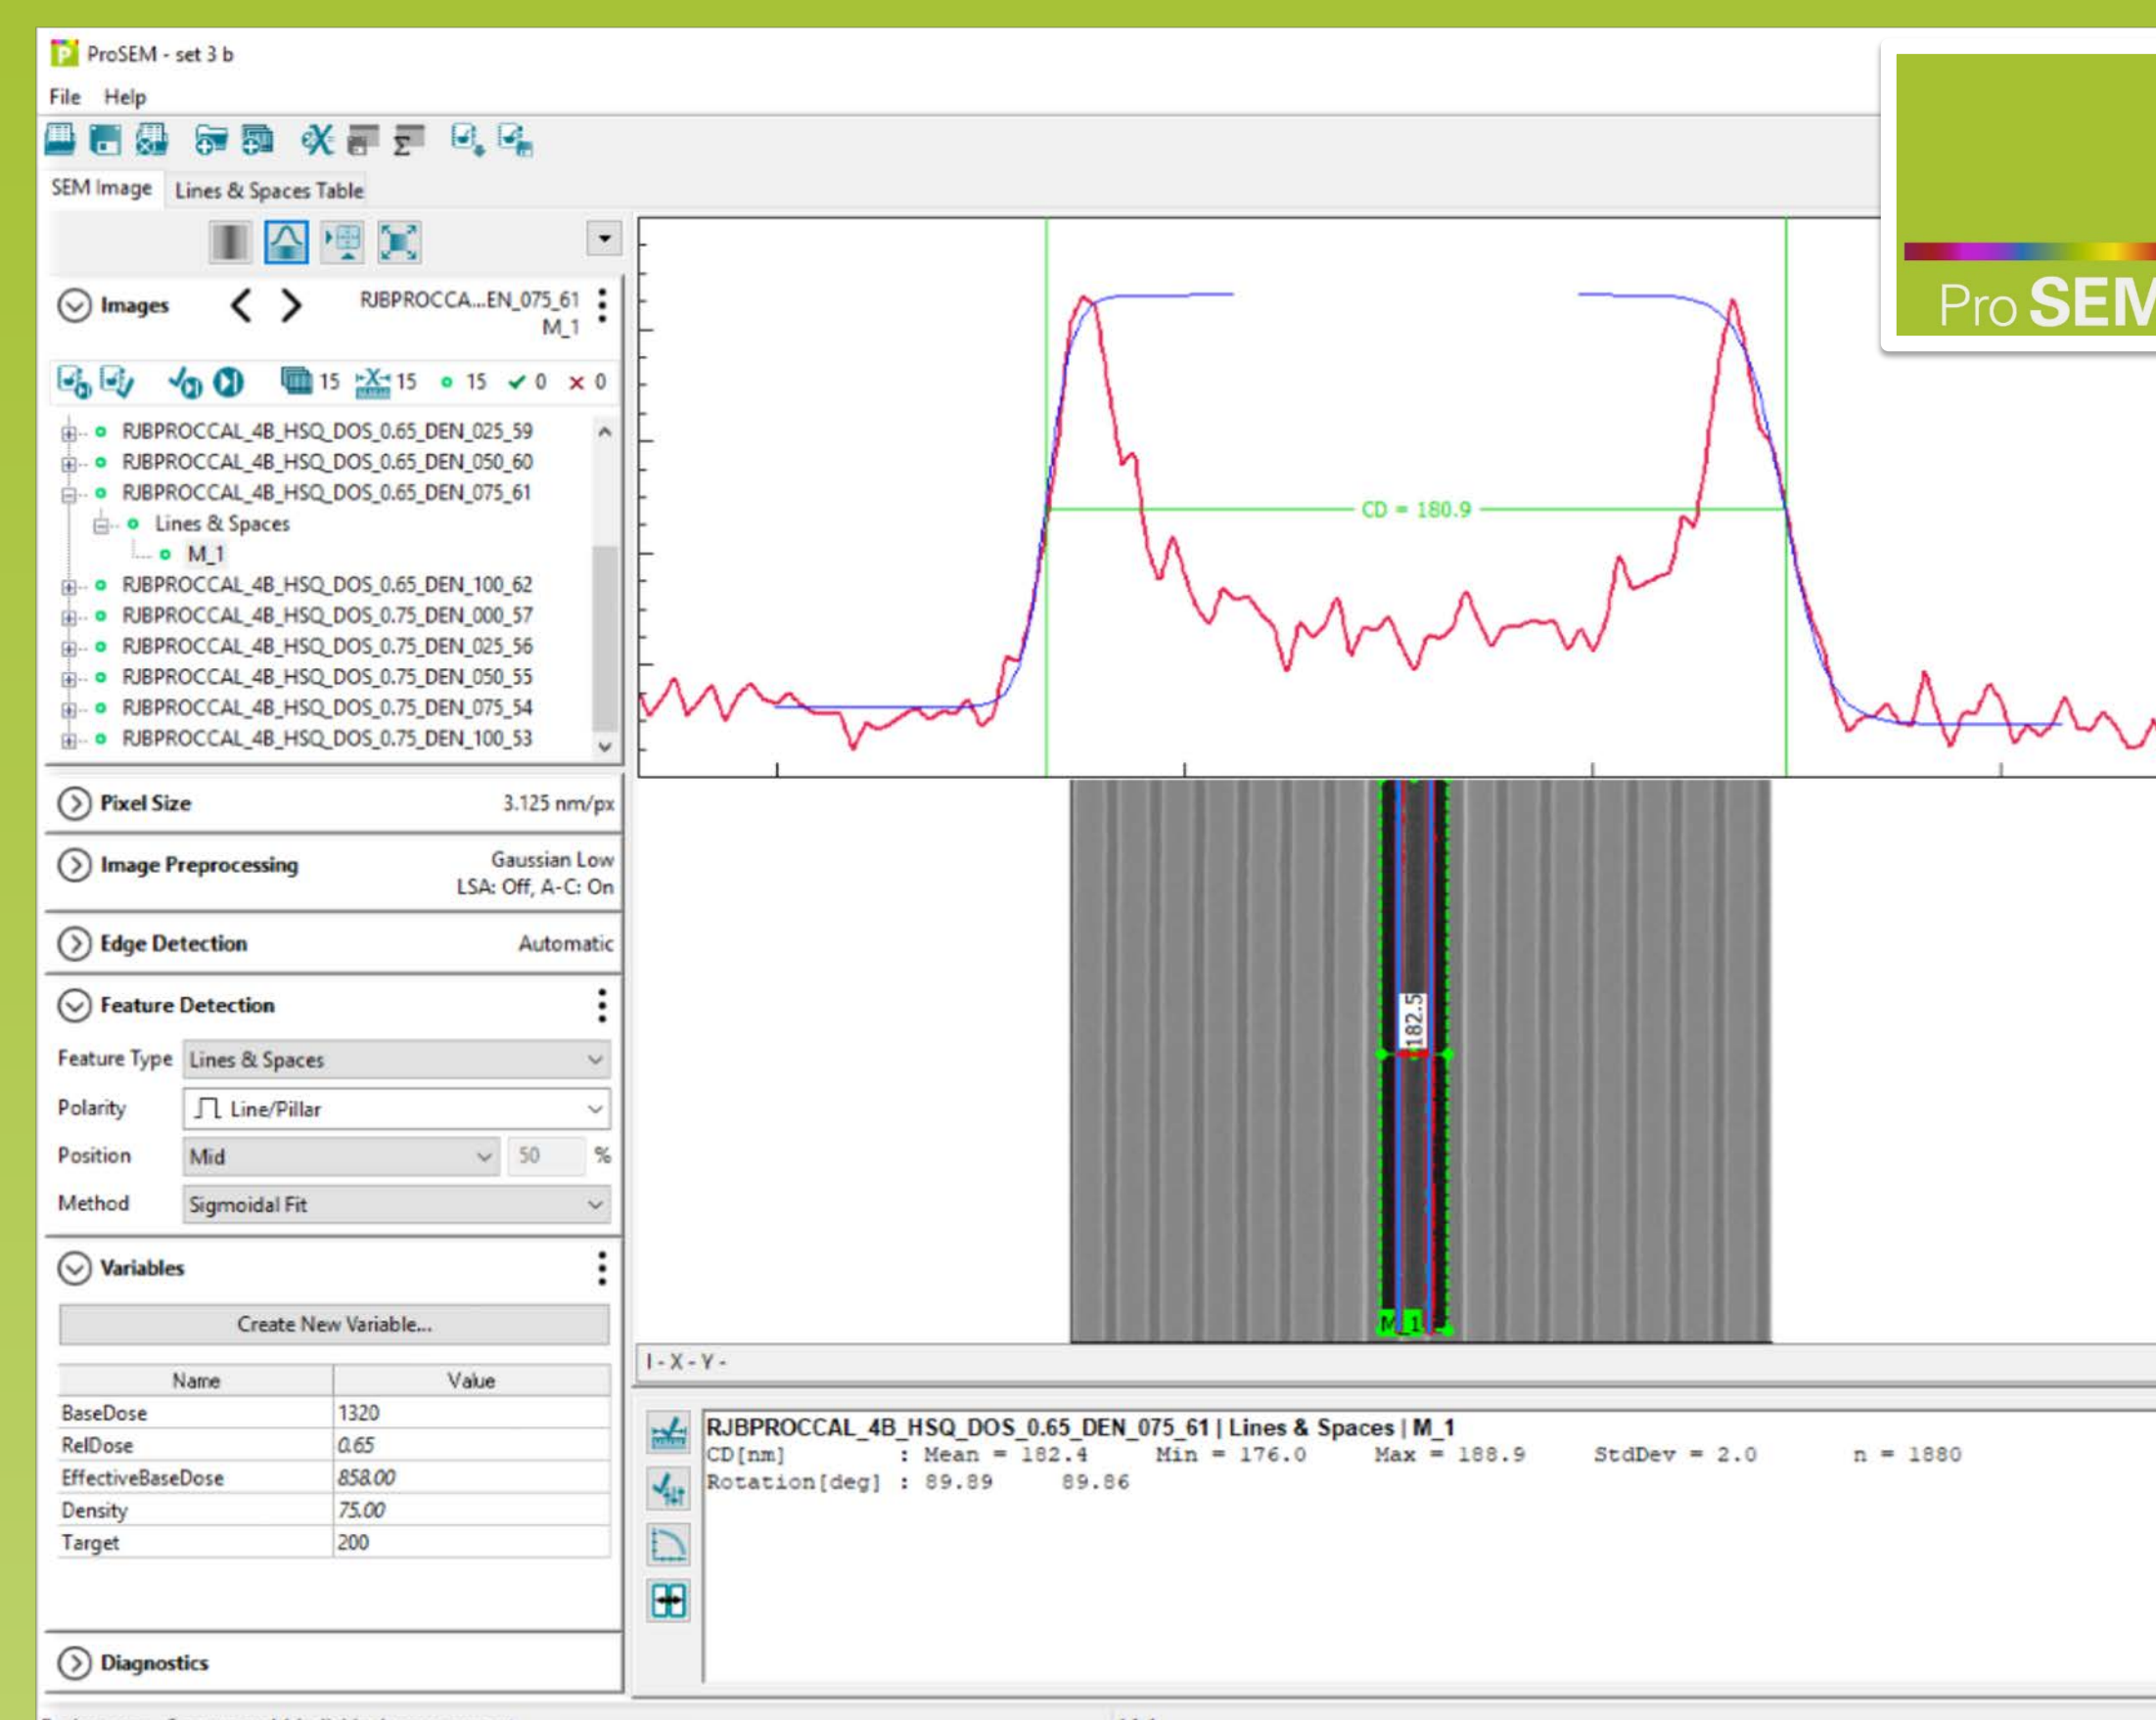 ProSEM - set 3 b
File Help
SEM Image Lines & Spaces Table
Pro SEM
Images RJBPROCCA...EN_075_61
M_1
15 15 15 0 0
RJBPROCCAL_4B_HSQ_DOS_0.65_DEN_025_59
RJBPROCCAL_4B_HSQ_DOS_0.65_DEN_050_60
RJBPROCCAL_4B_HSQ_DOS_0.65_DEN_075_61
Lines & Spaces
M_1
RJBPROCCAL_4B_HSQ_DOS_0.65_DEN_100_62
RJBPROCCAL_4B_HSQ_DOS_0.75_DEN_000_57
RJBPROCCAL_4B_HSQ_DOS_0.75_DEN_025_56
RJBPROCCAL_4B_HSQ_DOS_0.75_DEN_050_55
RJBPROCCAL_4B_HSQ_DOS_0.75_DEN_075_54
RJBPROCCAL_4B_HSQ_DOS_0.75_DEN_100_53
Pixel Size 3.125 nm/px
Image Preprocessing Gaussian Low
LSA: Off, A-C: On
Edge Detection Automatic
Feature Detection
Feature Type Lines & Spaces
Polarity Line/Pillar
Position Mid 50 %
Method Sigmoidal Fit
Variables
Create New Variable...
Name Value
BaseDose 1320
RelDose 0.65
EffectiveBaseDose 858.00
Density 75.00
Target 200
Diagnostics
CD = 180.9
182.5
M_1
I - X - Y -
RJBPROCCAL_4B_HSQ_DOS_0.65_DEN_075_61 | Lines & Spaces | M_1
CD[nm] : Mean = 182.4 Min = 176.0 Max = 188.9 StdDev = 2.0 n = 1880
Rotation[deg] : 89.89 89.86